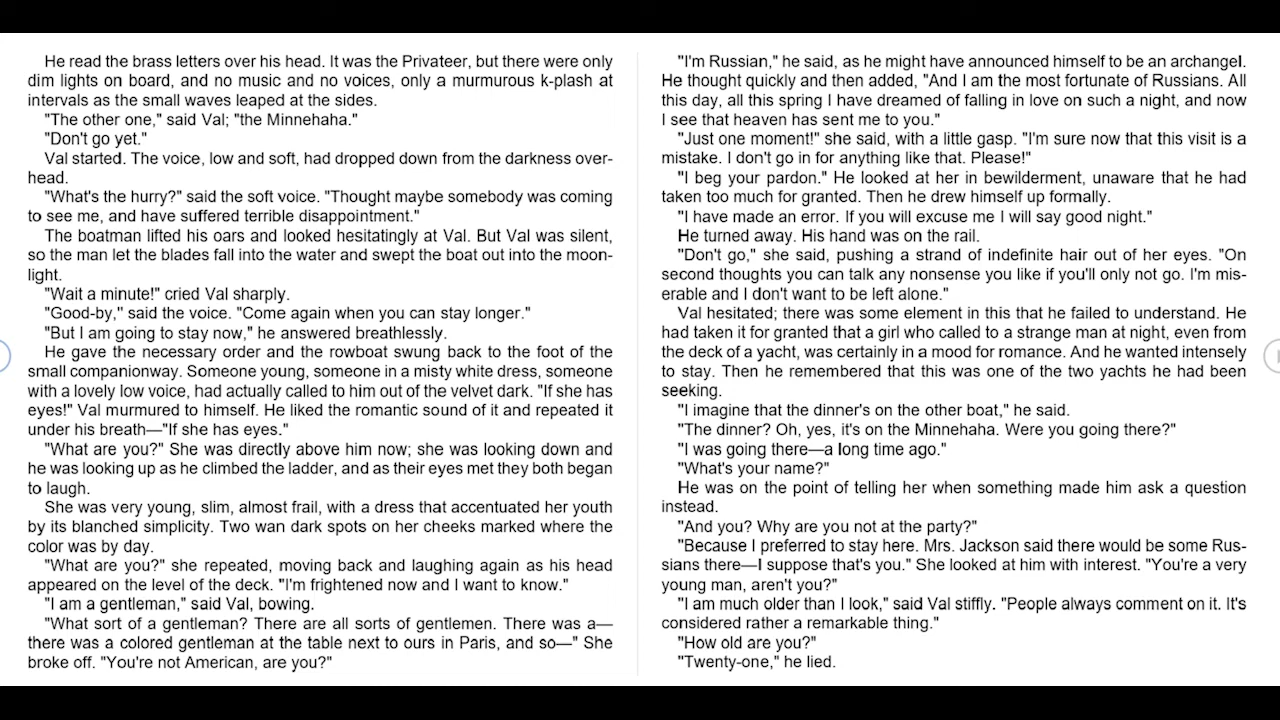 He read the brass letters over his head. It was the Privateer, but there were only
dim lights on board, and no music and no voices, only a murmurous k-plash at
intervals as the small waves leaped at the sides.
"The other one," said Val; "the Minnehaha."
"Don't go yet."
Val started. The voice, low and soft, had dropped down from the darkness over-
head.
"What's the hurry?" said the soft voice. "Thought maybe somebody was coming
to see me, and have suffered terrible disappointment."
The boatman lifted his oars and looked hesitatingly at Val. But Val was silent,
so the man let the blades fall into the water and swept the boat out into the moon-
light.
"Wait a minute!" cried Val sharply.
"Good-by," said the voice. "Come again when you can stay longer."
"But I am going to stay now," he answered breathlessly.
He gave the necessary order and the rowboat swung back to the foot of the
small companionway. Someone young, someone in a misty white dress, someone
with a lovely low voice, had actually called to him out of the velvet dark. "If she has
eyes!" Val murmured to himself. He liked the romantic sound of it and repeated it
under his breath—"If she has eyes."
"What are you?" She was directly above him now; she was looking down and
he was looking up as he climbed the ladder, and as their eyes met they both began
to laugh.
She was very young, slim, almost frail, with a dress that accentuated her youth
by its blanched simplicity. Two wan dark spots on her cheeks marked where the
color was by day.
"What are you?" she repeated, moving back and laughing again as his head
appeared on the level of the deck. "I'm frightened now and I want to know."
"I am a gentleman," said Val, bowing.
"What sort of a gentleman? There are all sorts of gentlemen. There was a—
there was a colored gentleman at the table next to ours in Paris, and so—" She
broke off. "You're not American, are you?"
"I'm Russian," he said, as he might have announced himself to be an archangel.
He thought quickly and then added, "And I am the most fortunate of Russians. All
this day, all this spring I have dreamed of falling in love on such a night, and now
I see that heaven has sent me to you."
"Just one moment!" she said, with a little gasp. "I'm sure now that this visit is a
mistake. I don't go in for anything like that. Please!"
"I beg your pardon." He looked at her in bewilderment, unaware that he had
taken too much for granted. Then he drew himself up formally.
"I have made an error. If you will excuse me I will say good night."
He turned away. His hand was on the rail.
"Don't go," she said, pushing a strand of indefinite hair out of her eyes. "On
second thoughts you can talk any nonsense you like if you'll only not go. I'm mis-
erable and I don't want to be left alone."
Val hesitated; there was some element in this that he failed to understand. He
had taken it for granted that a girl who called to a strange man at night, even from
the deck of a yacht, was certainly in a mood for romance. And he wanted intensely
to stay. Then he remembered that this was one of the two yachts he had been
seeking.
"I imagine that the dinner's on the other boat," he said.
"The dinner? Oh, yes, it's on the Minnehaha. Were you going there?"
"I was going there—a long time ago."
"What's your name?"
He was on the point of telling her when something made him ask a question
instead.
"And you? Why are you not at the party?"
"Because I preferred to stay here. Mrs. Jackson said there would be some Rus-
sians there—I suppose that's you." She looked at him with interest. "You're a very
young man, aren't you?"
"I am much older than I look," said Val stiffly. "People always comment on it. It's
considered rather a remarkable thing."
"How old are you?"
"Twenty-one," he lied.